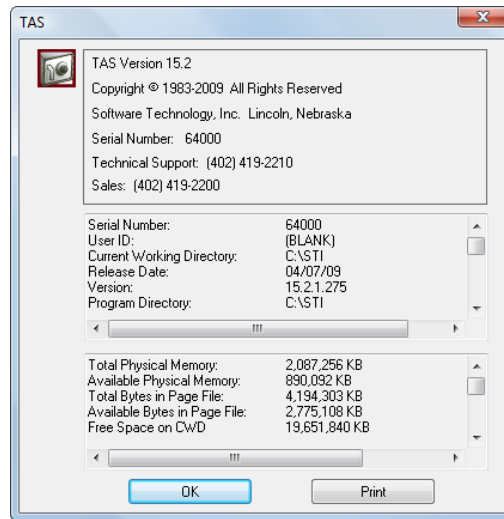 TAS
TAS Version 15.2
Copyright © 1983-2009 All Rights Reserved
Software Technology, Inc. Lincoln, Nebraska
Serial Number: 64000
Technical Support: (402) 419-2210
Sales: (402) 419-2200
Serial Number: 64000
User ID: (BLANK)
Current Working Directory: C:\STI
Release Date: 04/07/09
Version: 15.2.1.275
Program Directory: C:\STI
Total Physical Memory: 2,087,256 KB
Available Physical Memory: 890,092 KB
Total Bytes in Page File: 4,194,303 KB
Available Bytes in Page File: 2,775,108 KB
Free Space on CWD 19,651,840 KB
OK Print